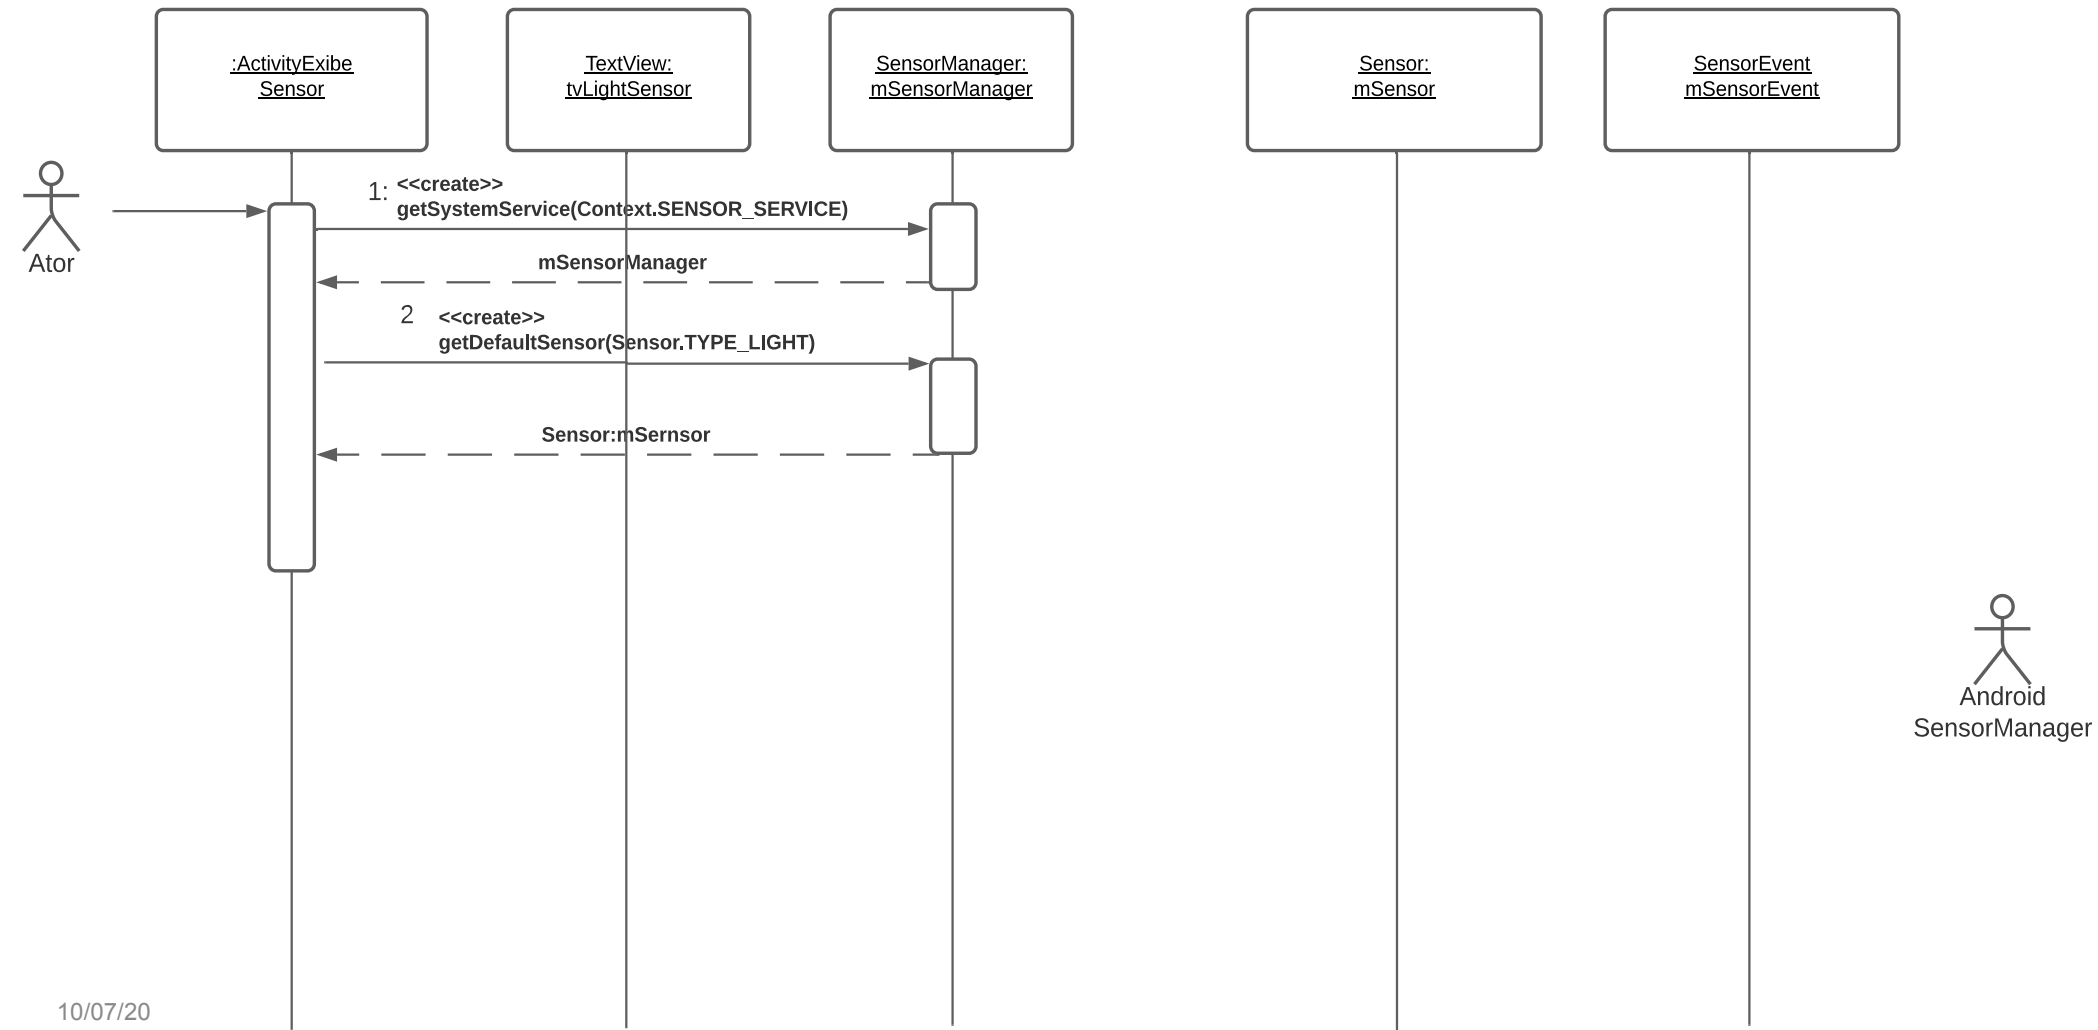 :ActivityExibe
Sensor
TextView:
tvLightSensor
SensorManager:
mSensorManager
Sensor:
mSensor
SensorEvent
mSensorEvent
Ator
1:
<<create>>
getSystemService(Context.SENSOR_SERVICE)
mSensorManager
2
<<create>>
getDefaultSensor(Sensor.TYPE_LIGHT)
Sensor:mSernsor
Android
SensorManager
10/07/20